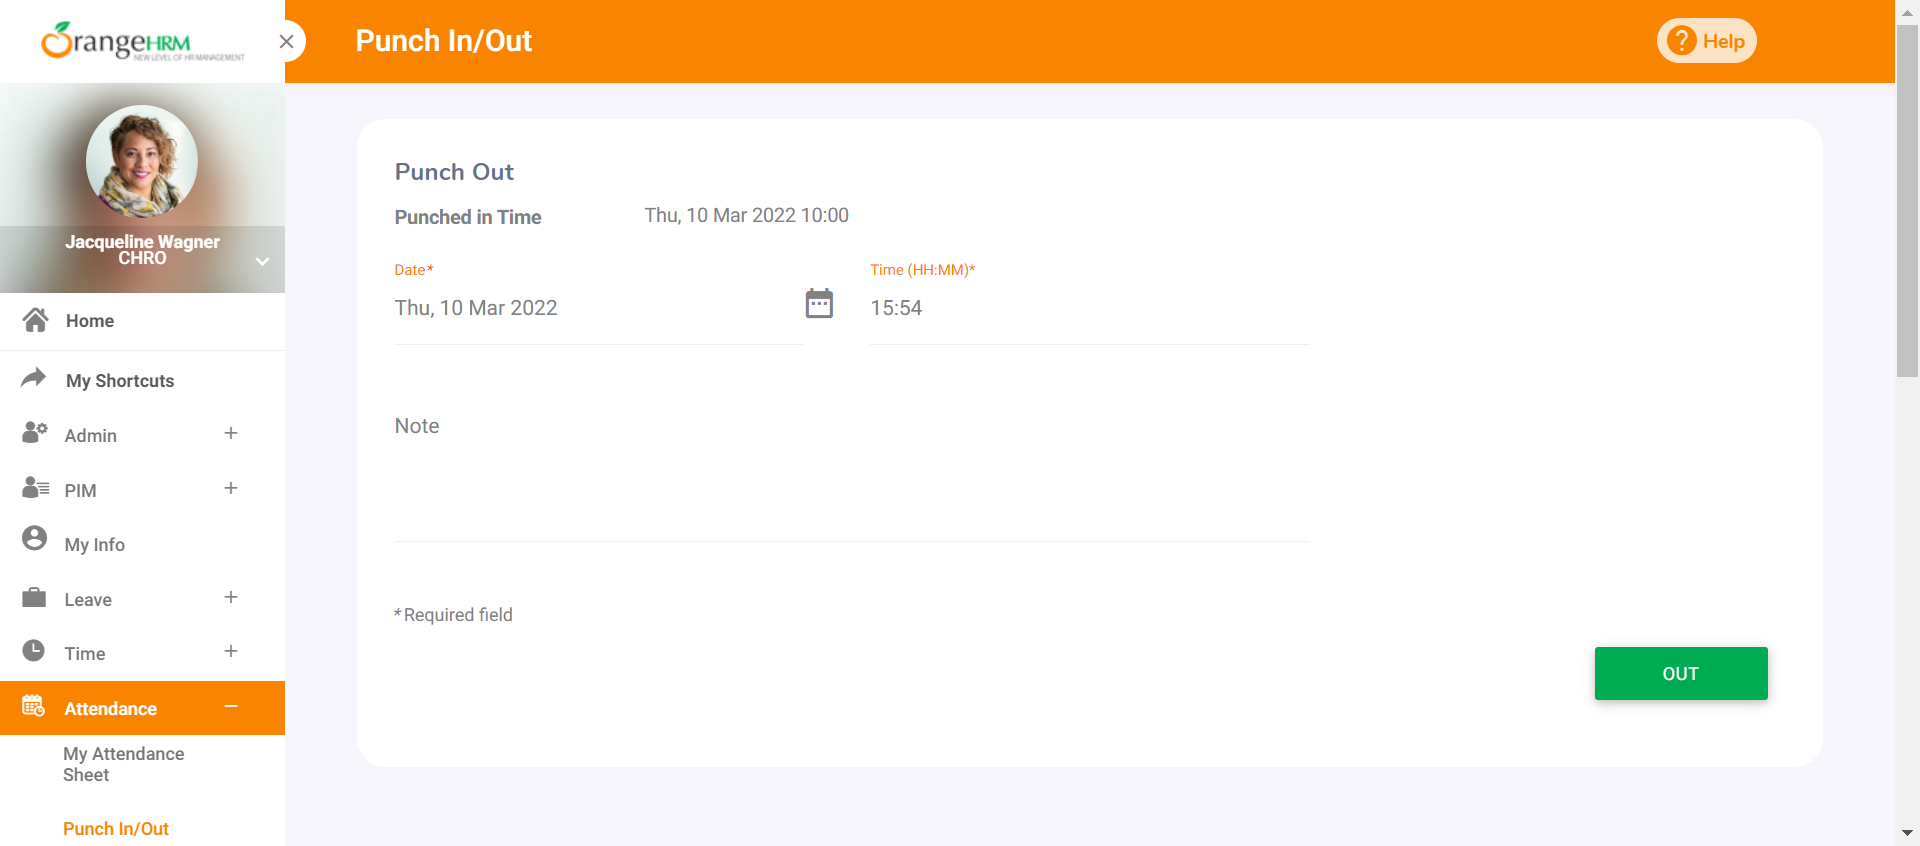 OrangeHRM
NEW LEVEL OF HR MANAGEMENT
Punch In/Out
? Help
Jacqueline Wagner
CHRO
Home
My Shortcuts
Admin +
PIM +
My Info
Leave +
Time +
Attendance −
My Attendance
Sheet
Punch In/Out
Punch Out
Punched in Time Thu, 10 Mar 2022 10:00
Date* Time (HH:MM)*
Thu, 10 Mar 2022 15:54
Note
* Required field
OUT